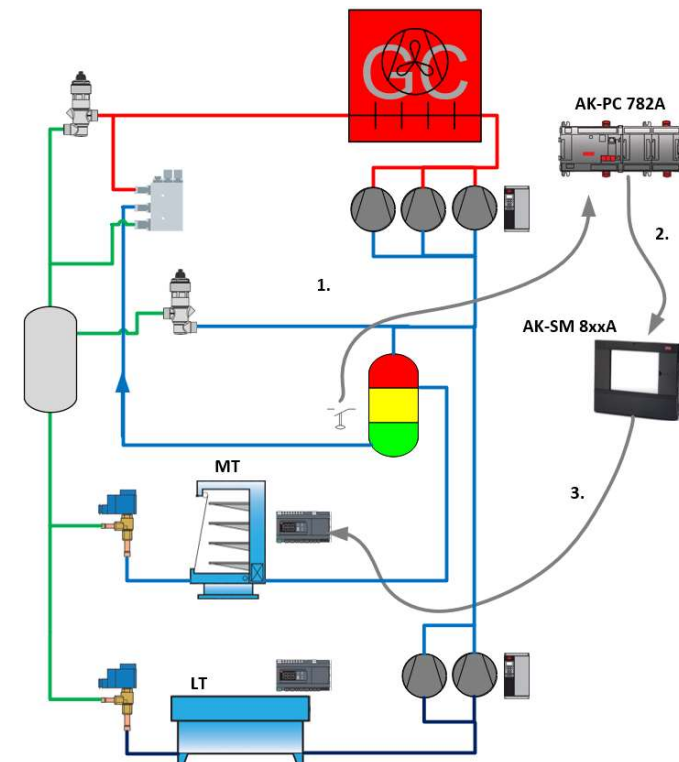 GC
AK-PC 782A
2.
1.
AK-SM 8xxA
MT
3.
LT